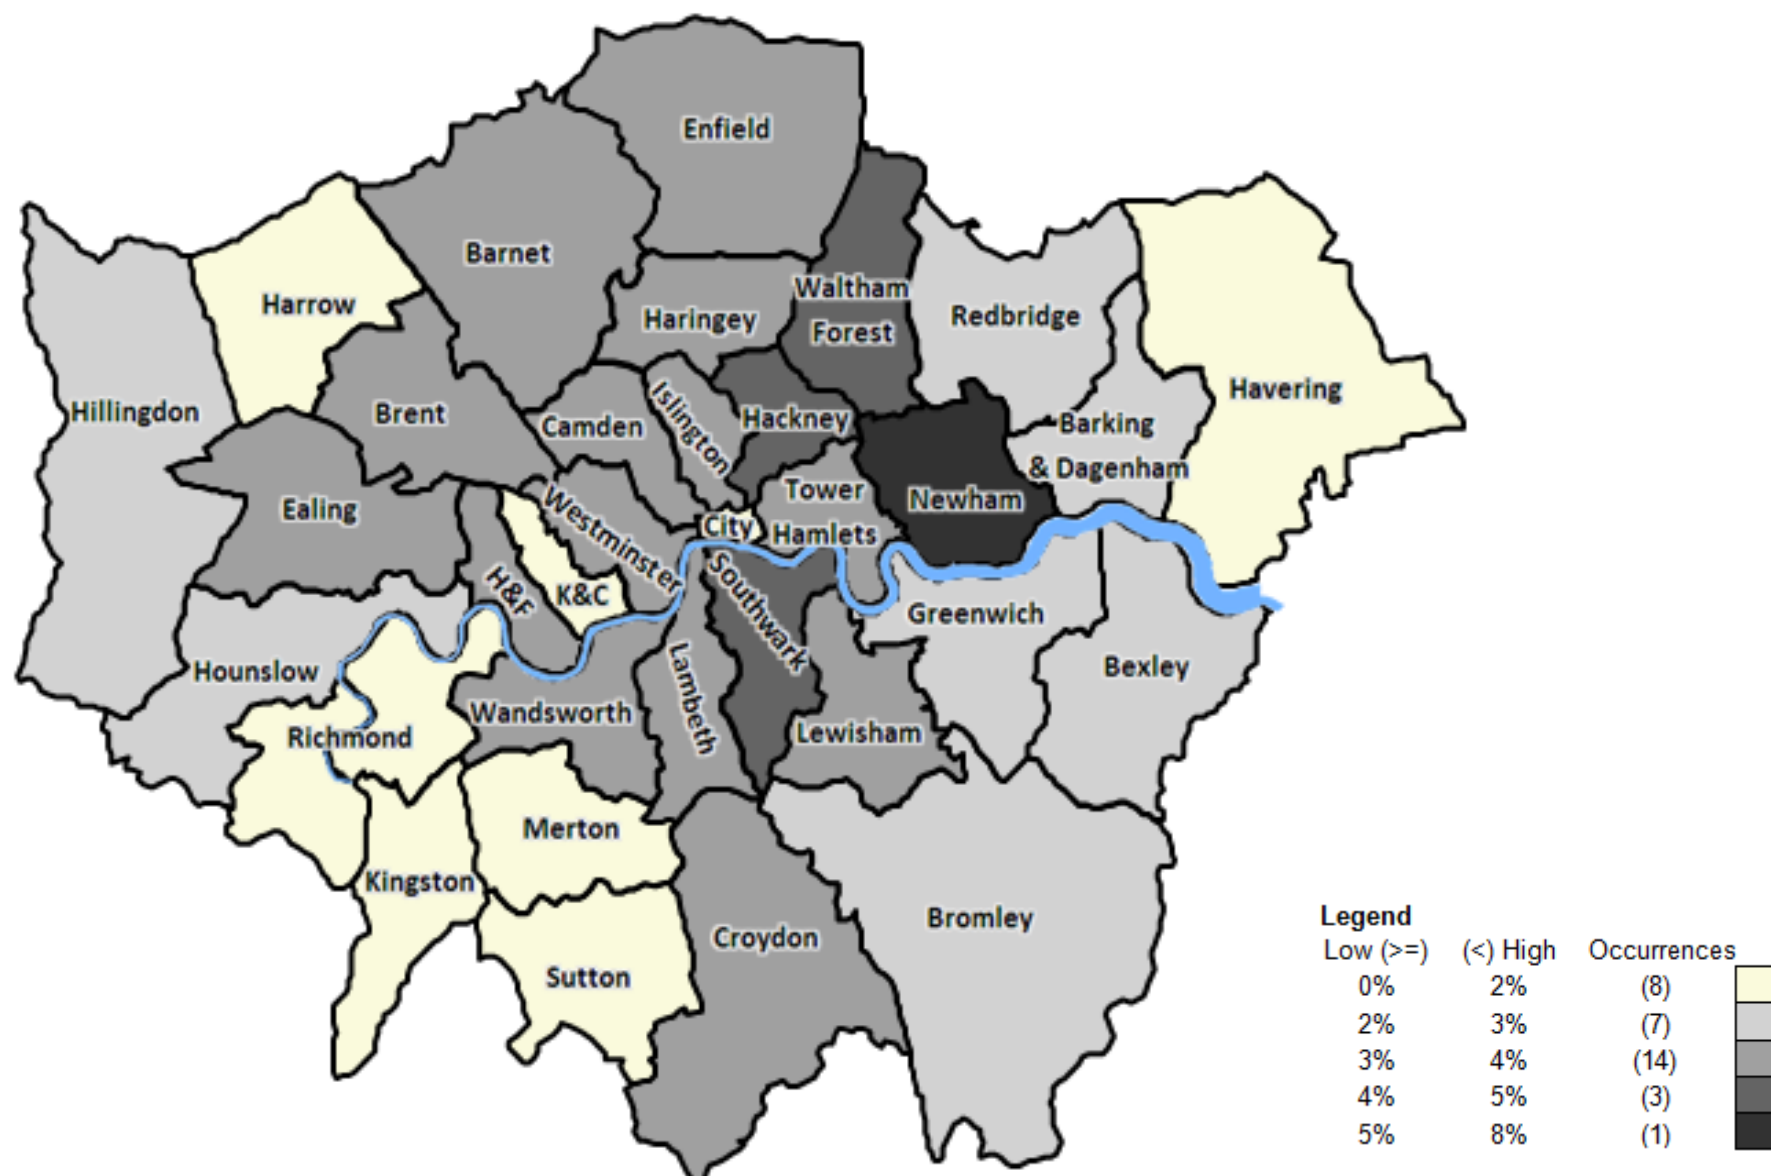 Enfield
Barnet
Harrow
Haringey
Waltham
Forest
Redbridge
Havering
Hillingdon
Brent
Camden
Islington
Hackney
Barking
& Dagenham
Ealing
Tower
Hamlets
Newham
Westminster
City
H&F
K&C
Southwark
Greenwich
Hounslow
Bexley
Richmond
Wandsworth
Lambeth
Lewisham
Merton
Kingston
Croydon
Bromley
Sutton
Legend
Low (>=) (<) High Occurrences
0% 2% (8)
2% 3% (7)
3% 4% (14)
4% 5% (3)
5% 8% (1)